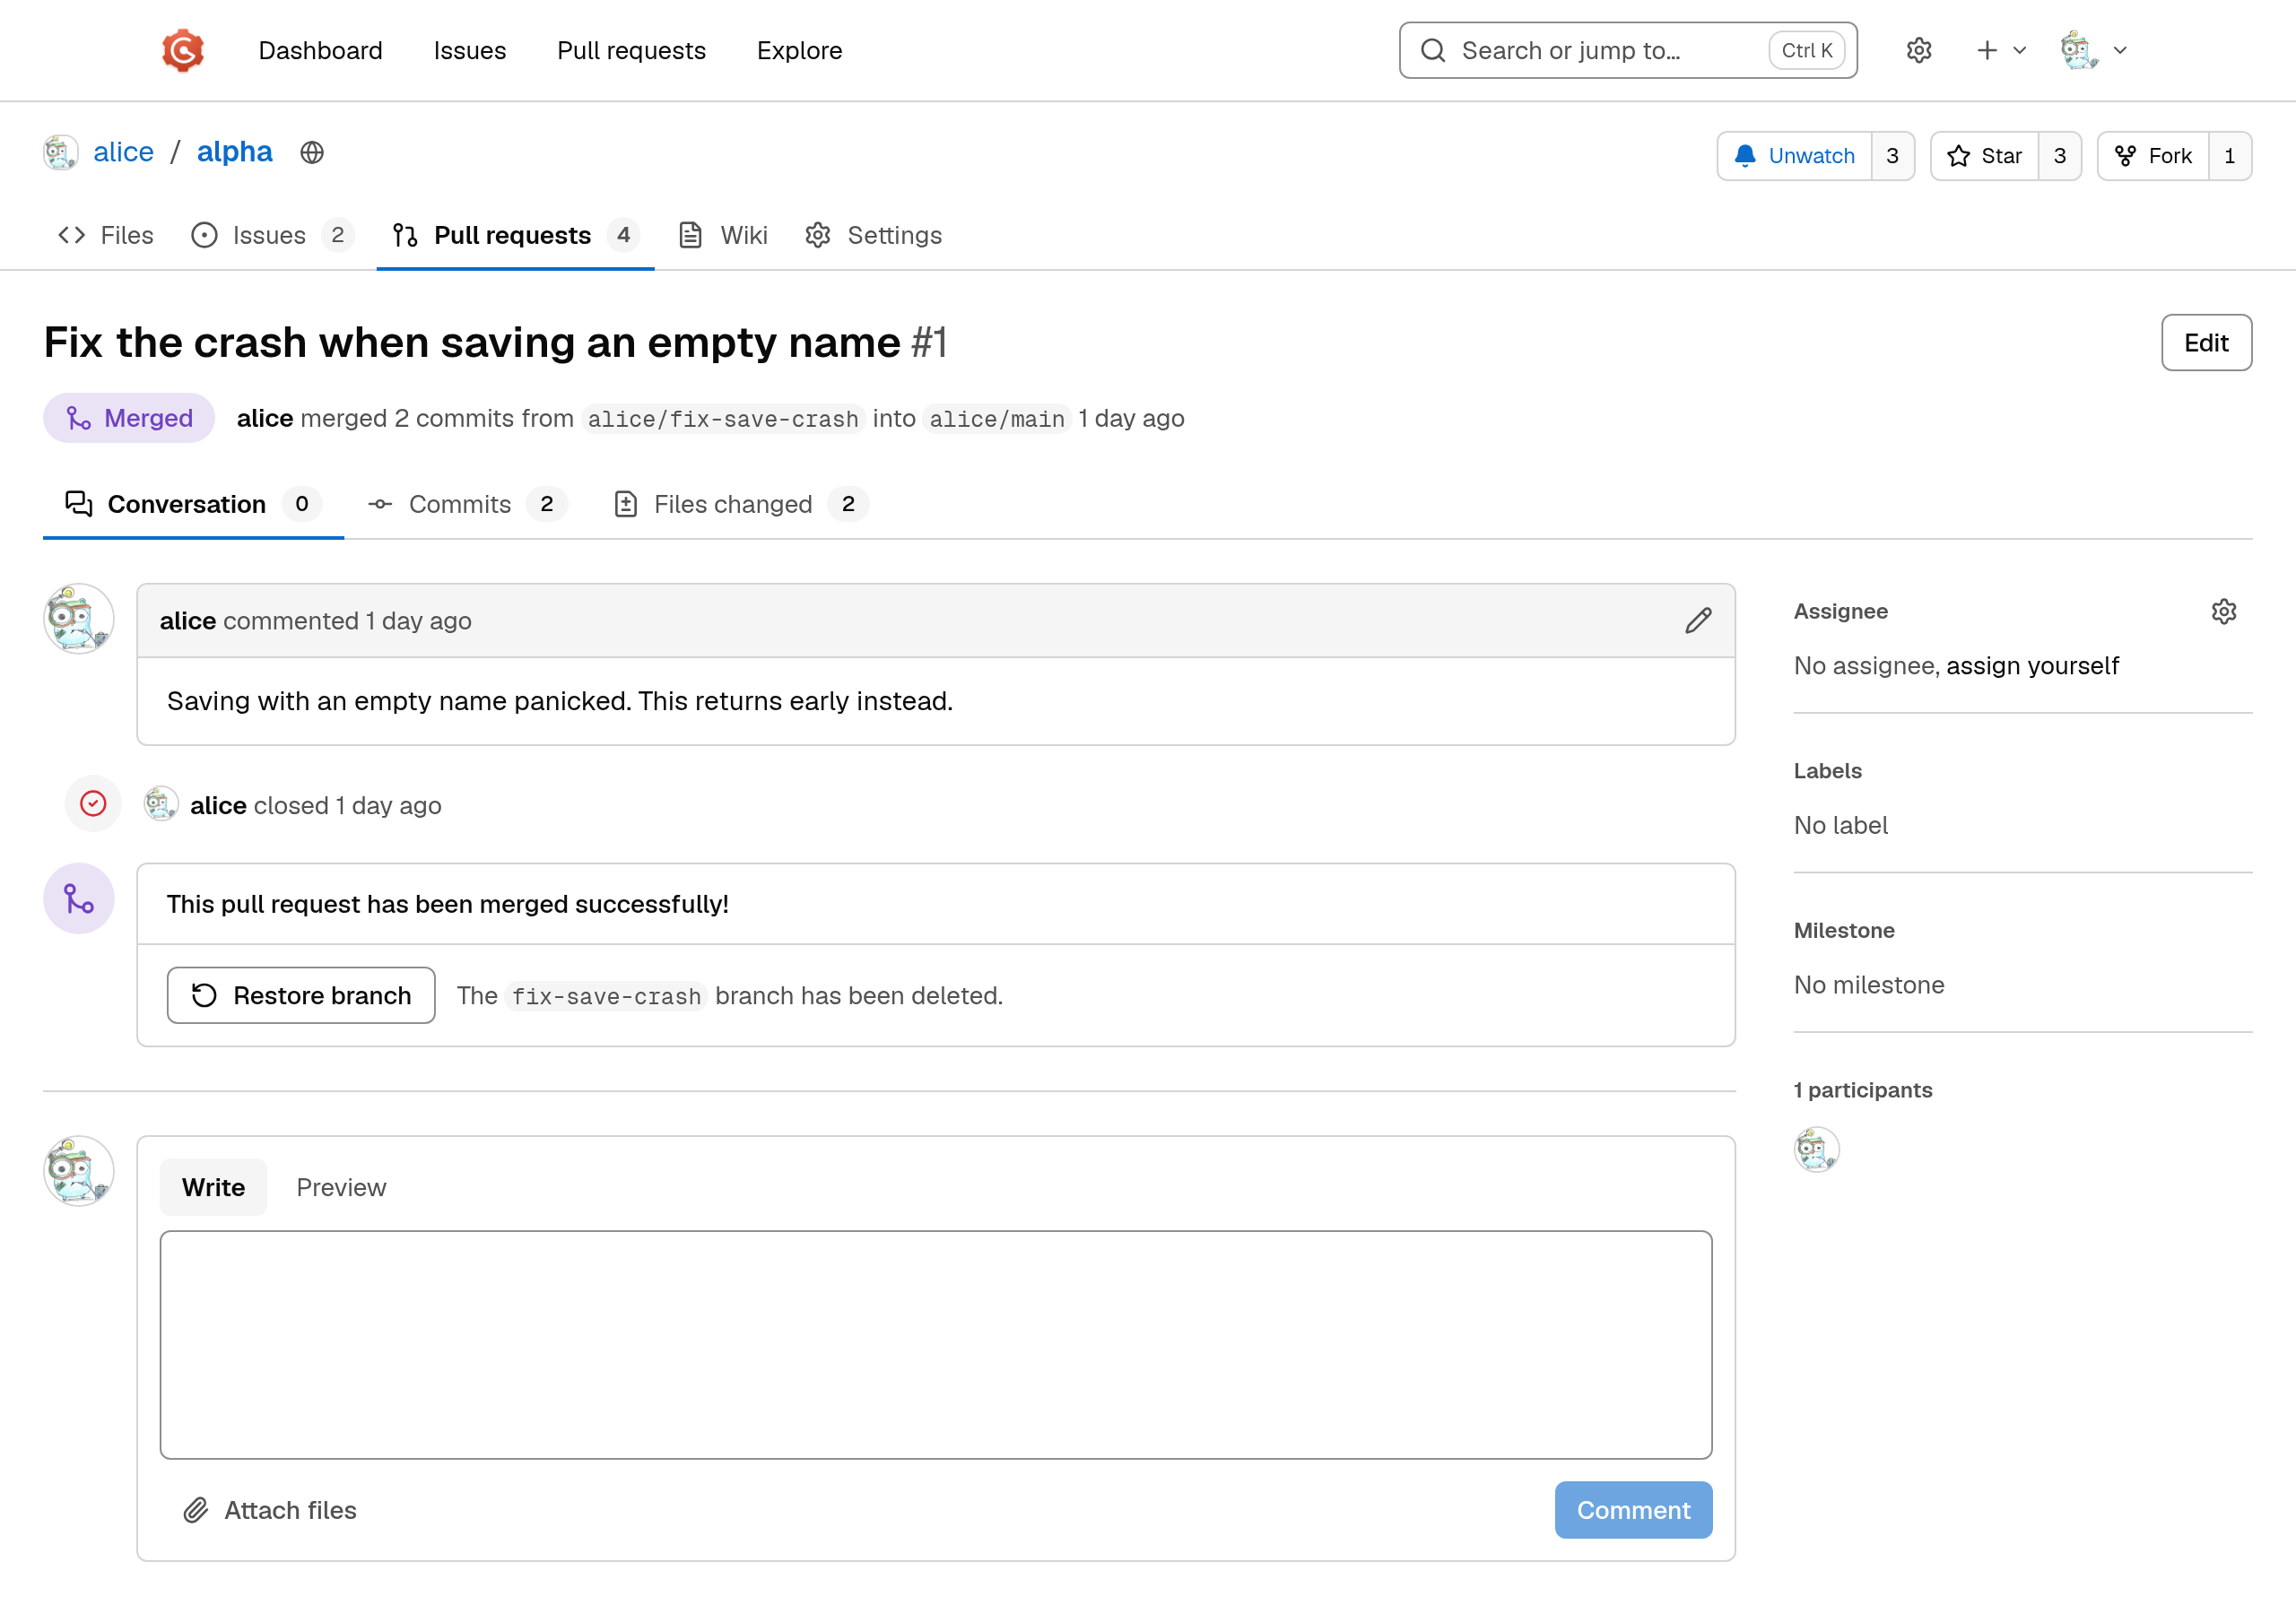 Dashboard Issues Pull requests Explore Search or jump to... Ctrl K
alice / alpha Unwatch 3 Star 3 Fork 1
Files Issues 2 Pull requests 4 Wiki Settings
Fix the crash when saving an empty name #1 Edit
Merged alice merged 2 commits from alice/fix-save-crash into alice/main 1 day ago
Conversation 0 Commits 2 Files changed 2
alice commented 1 day ago
Saving with an empty name panicked. This returns early instead.
alice closed 1 day ago
This pull request has been merged successfully!
Restore branch The fix-save-crash branch has been deleted.
Write Preview
Attach files Comment
Assignee
No assignee, assign yourself
Labels
No label
Milestone
No milestone
1 participants